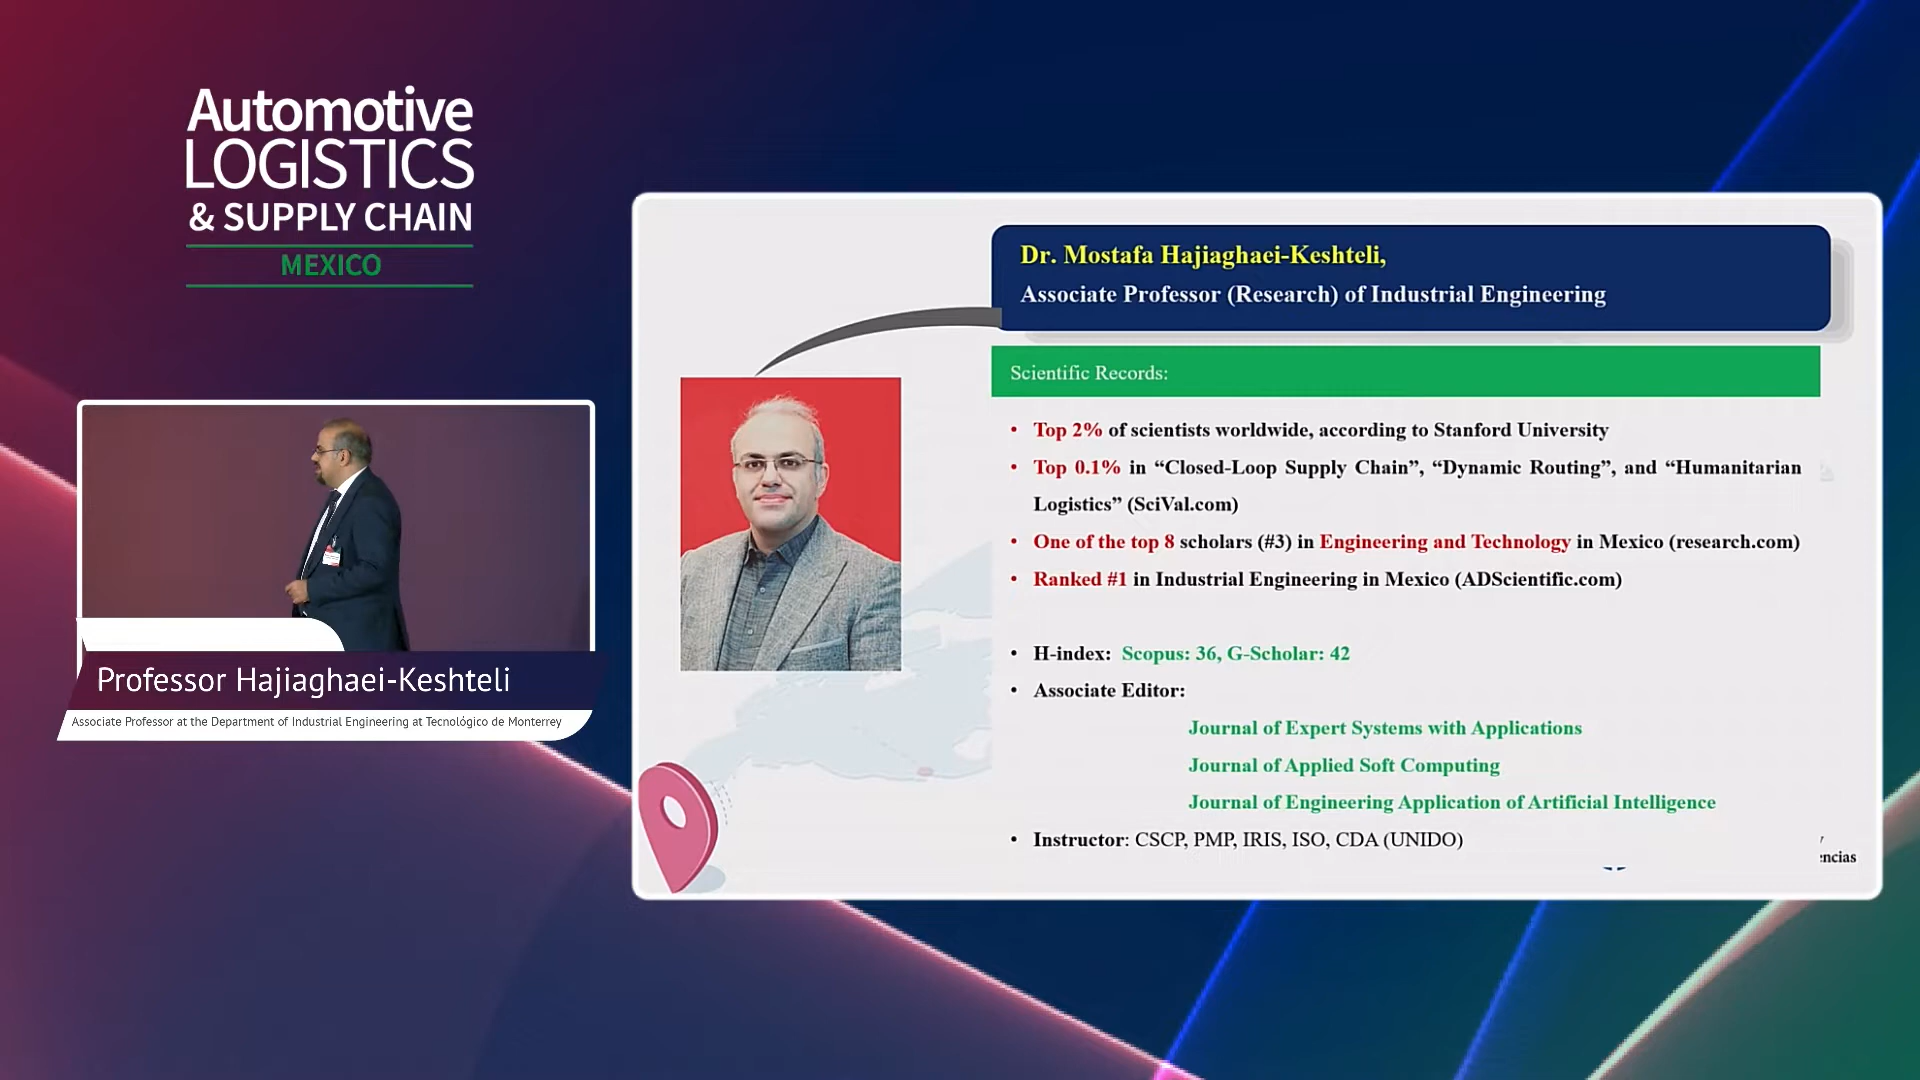 Automotive
LOGISTICS
& SUPPLY CHAIN
MEXICO
Professor Hajiaghaei-Keshteli
Associate Professor at the Department of Industrial Engineering at Tecnológico de Monterrey
Dr. Mostafa Hajiaghaei-Keshteli,
Associate Professor (Research) of Industrial Engineering
Scientific Records:
• Top 2% of scientists worldwide, according to Stanford University
• Top 0.1% in “Closed-Loop Supply Chain”, “Dynamic Routing”, and “Humanitarian
Logistics” (SciVal.com)
• One of the top 8 scholars (#3) in Engineering and Technology in Mexico (research.com)
• Ranked #1 in Industrial Engineering in Mexico (ADScientific.com)
• H-index: Scopus: 36, G-Scholar: 42
• Associate Editor:
Journal of Expert Systems with Applications
Journal of Applied Soft Computing
Journal of Engineering Application of Artificial Intelligence
• Instructor: CSCP, PMP, IRIS, ISO, CDA (UNIDO)